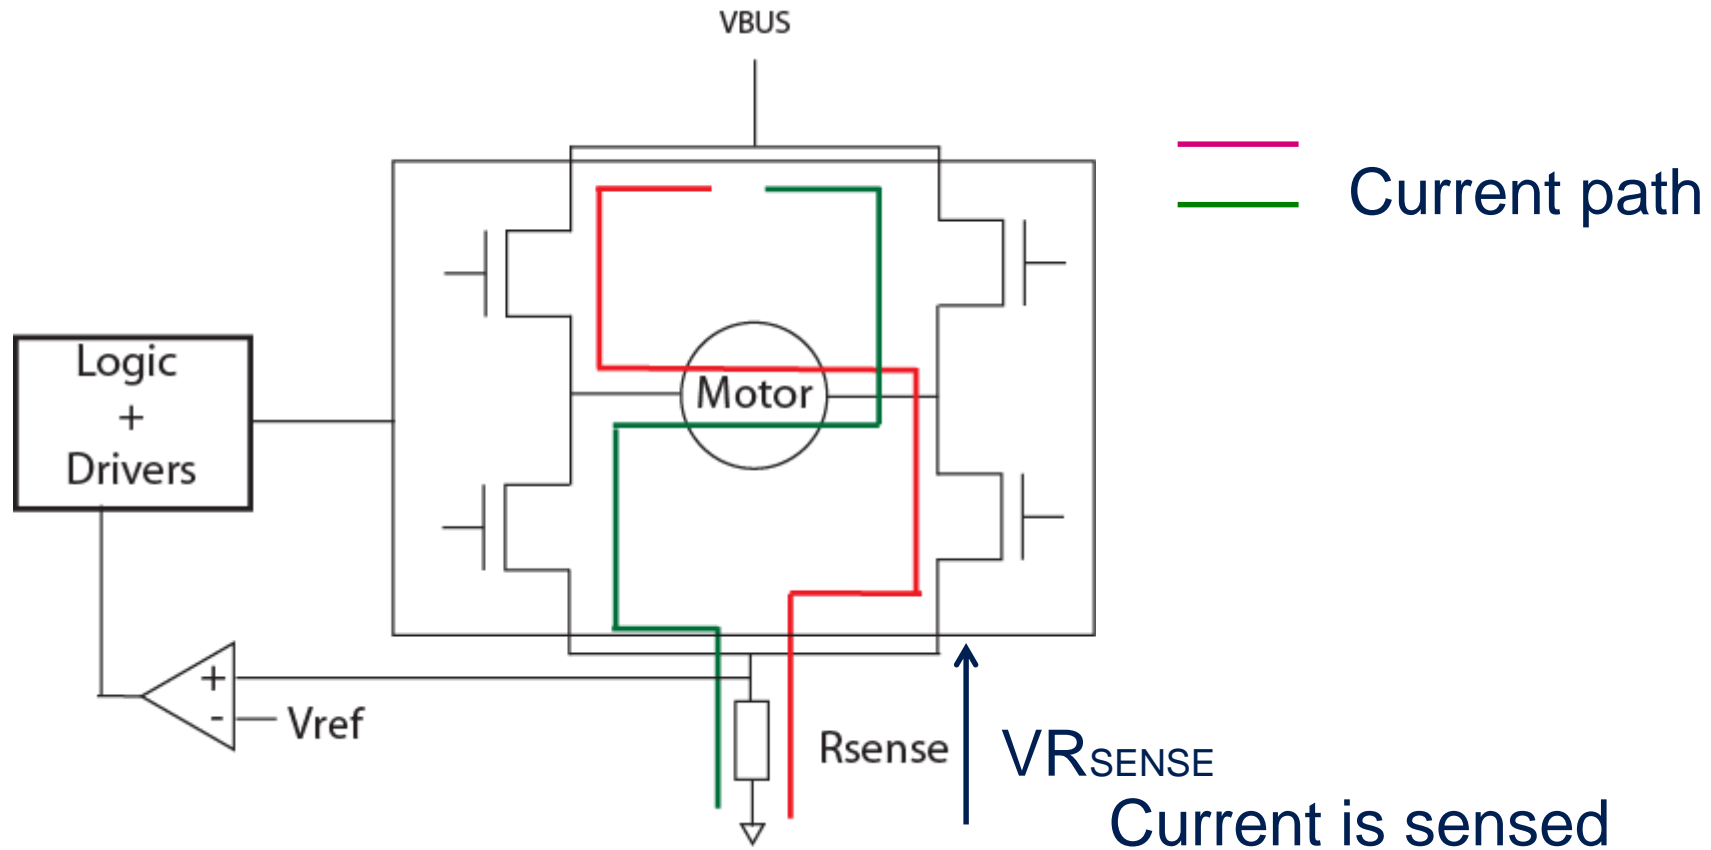 VBUS
Current path
Logic
+
Drivers
Motor
+
-
Vref
Rsense
VRSENSE
Current is sensed